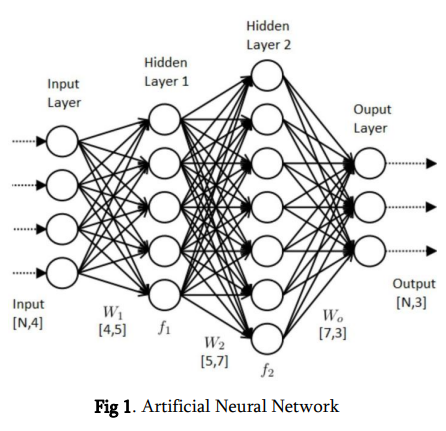 Hidden
Layer 2
Hidden
Layer 1
Input
Layer
Ouput
Layer
Input
[N,4]
W₁
[4,5]
f₁
W₂
[5,7]
f₂
Wₒ
[7,3]
Output
[N,3]
Fig 1. Artificial Neural Network